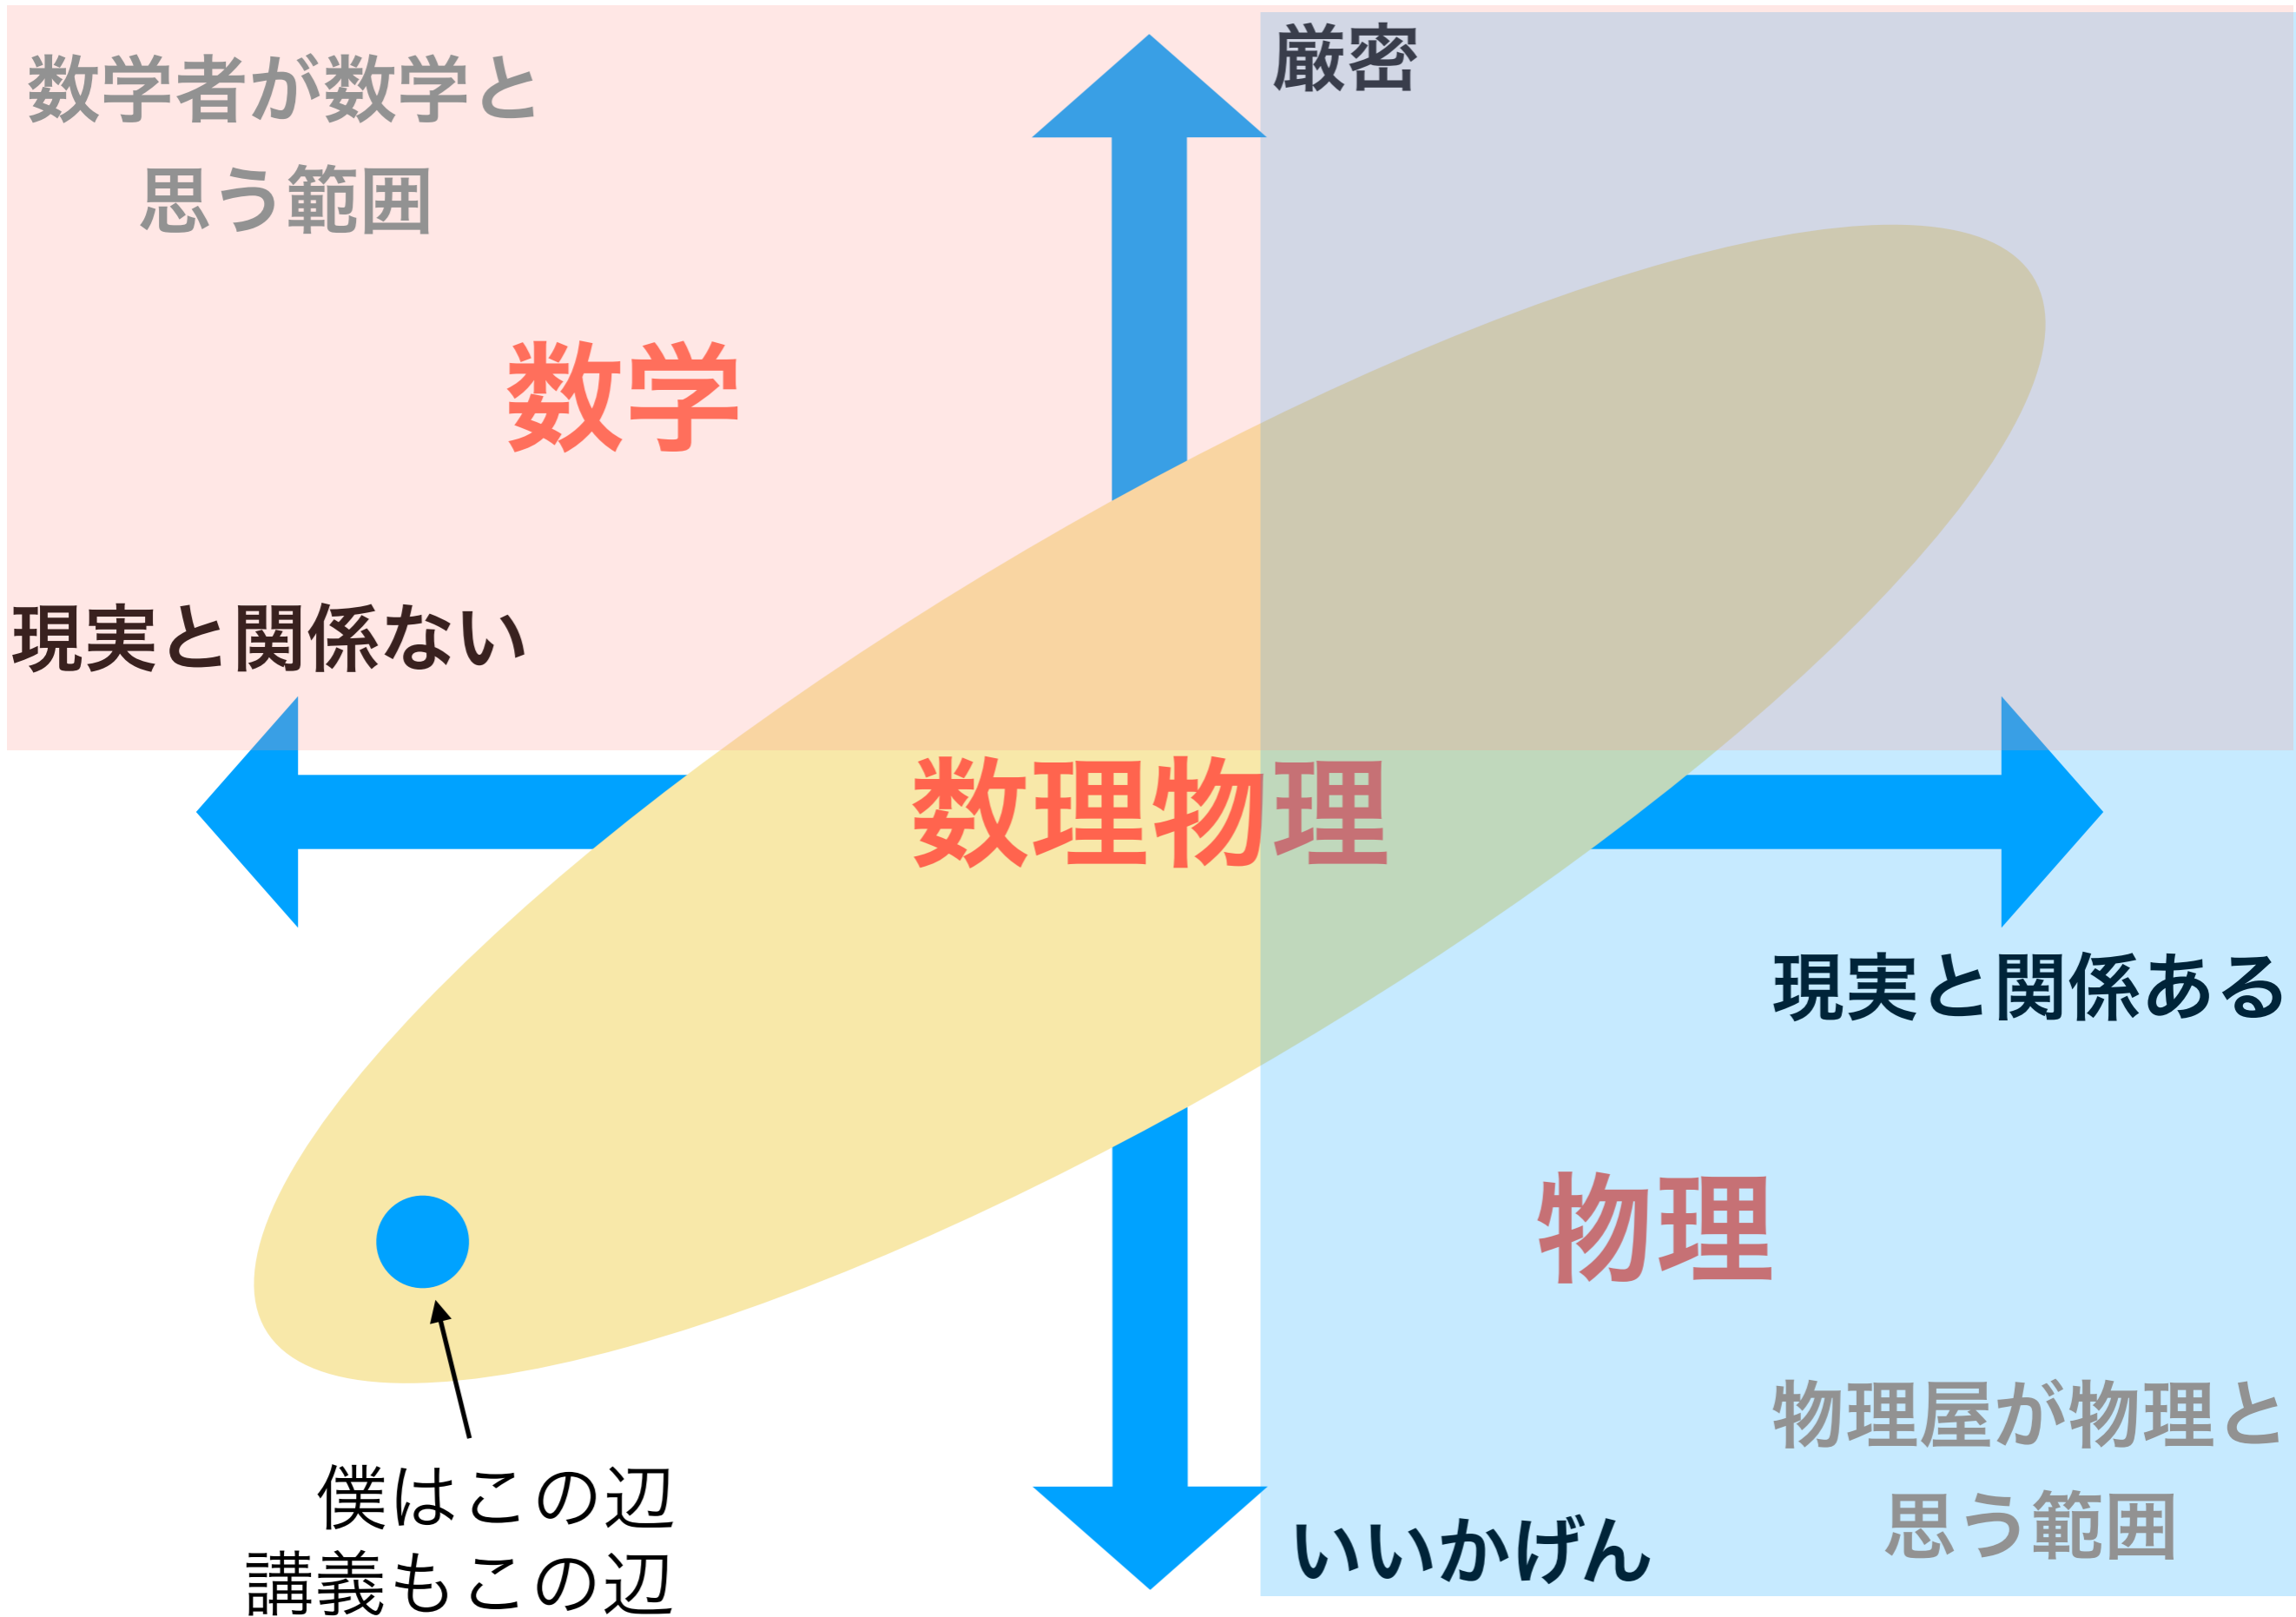 厳密
数学者が数学と
思う範囲
数学
現実と関係ない
数理物理
現実と関係ある
物理
物理屋が物理と
思う範囲
僕はこの辺
講義もこの辺
いいかげん